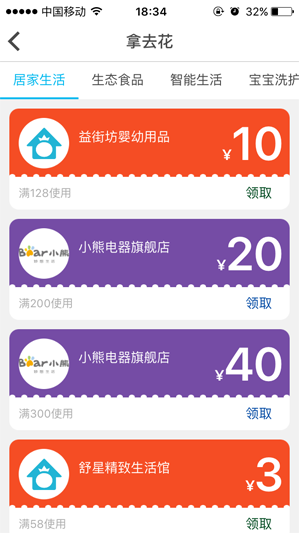 中国移动 18:34 32%
拿去花
居家生活 生态食品 智能生活 宝宝洗护
益街坊婴幼用品
¥10
满128使用 领取
Bear小熊
小熊电器旗舰店
¥20
满200使用 领取
Bear小熊
小熊电器旗舰店
¥40
满300使用 领取
舒星精致生活馆
¥3
满58使用 领取